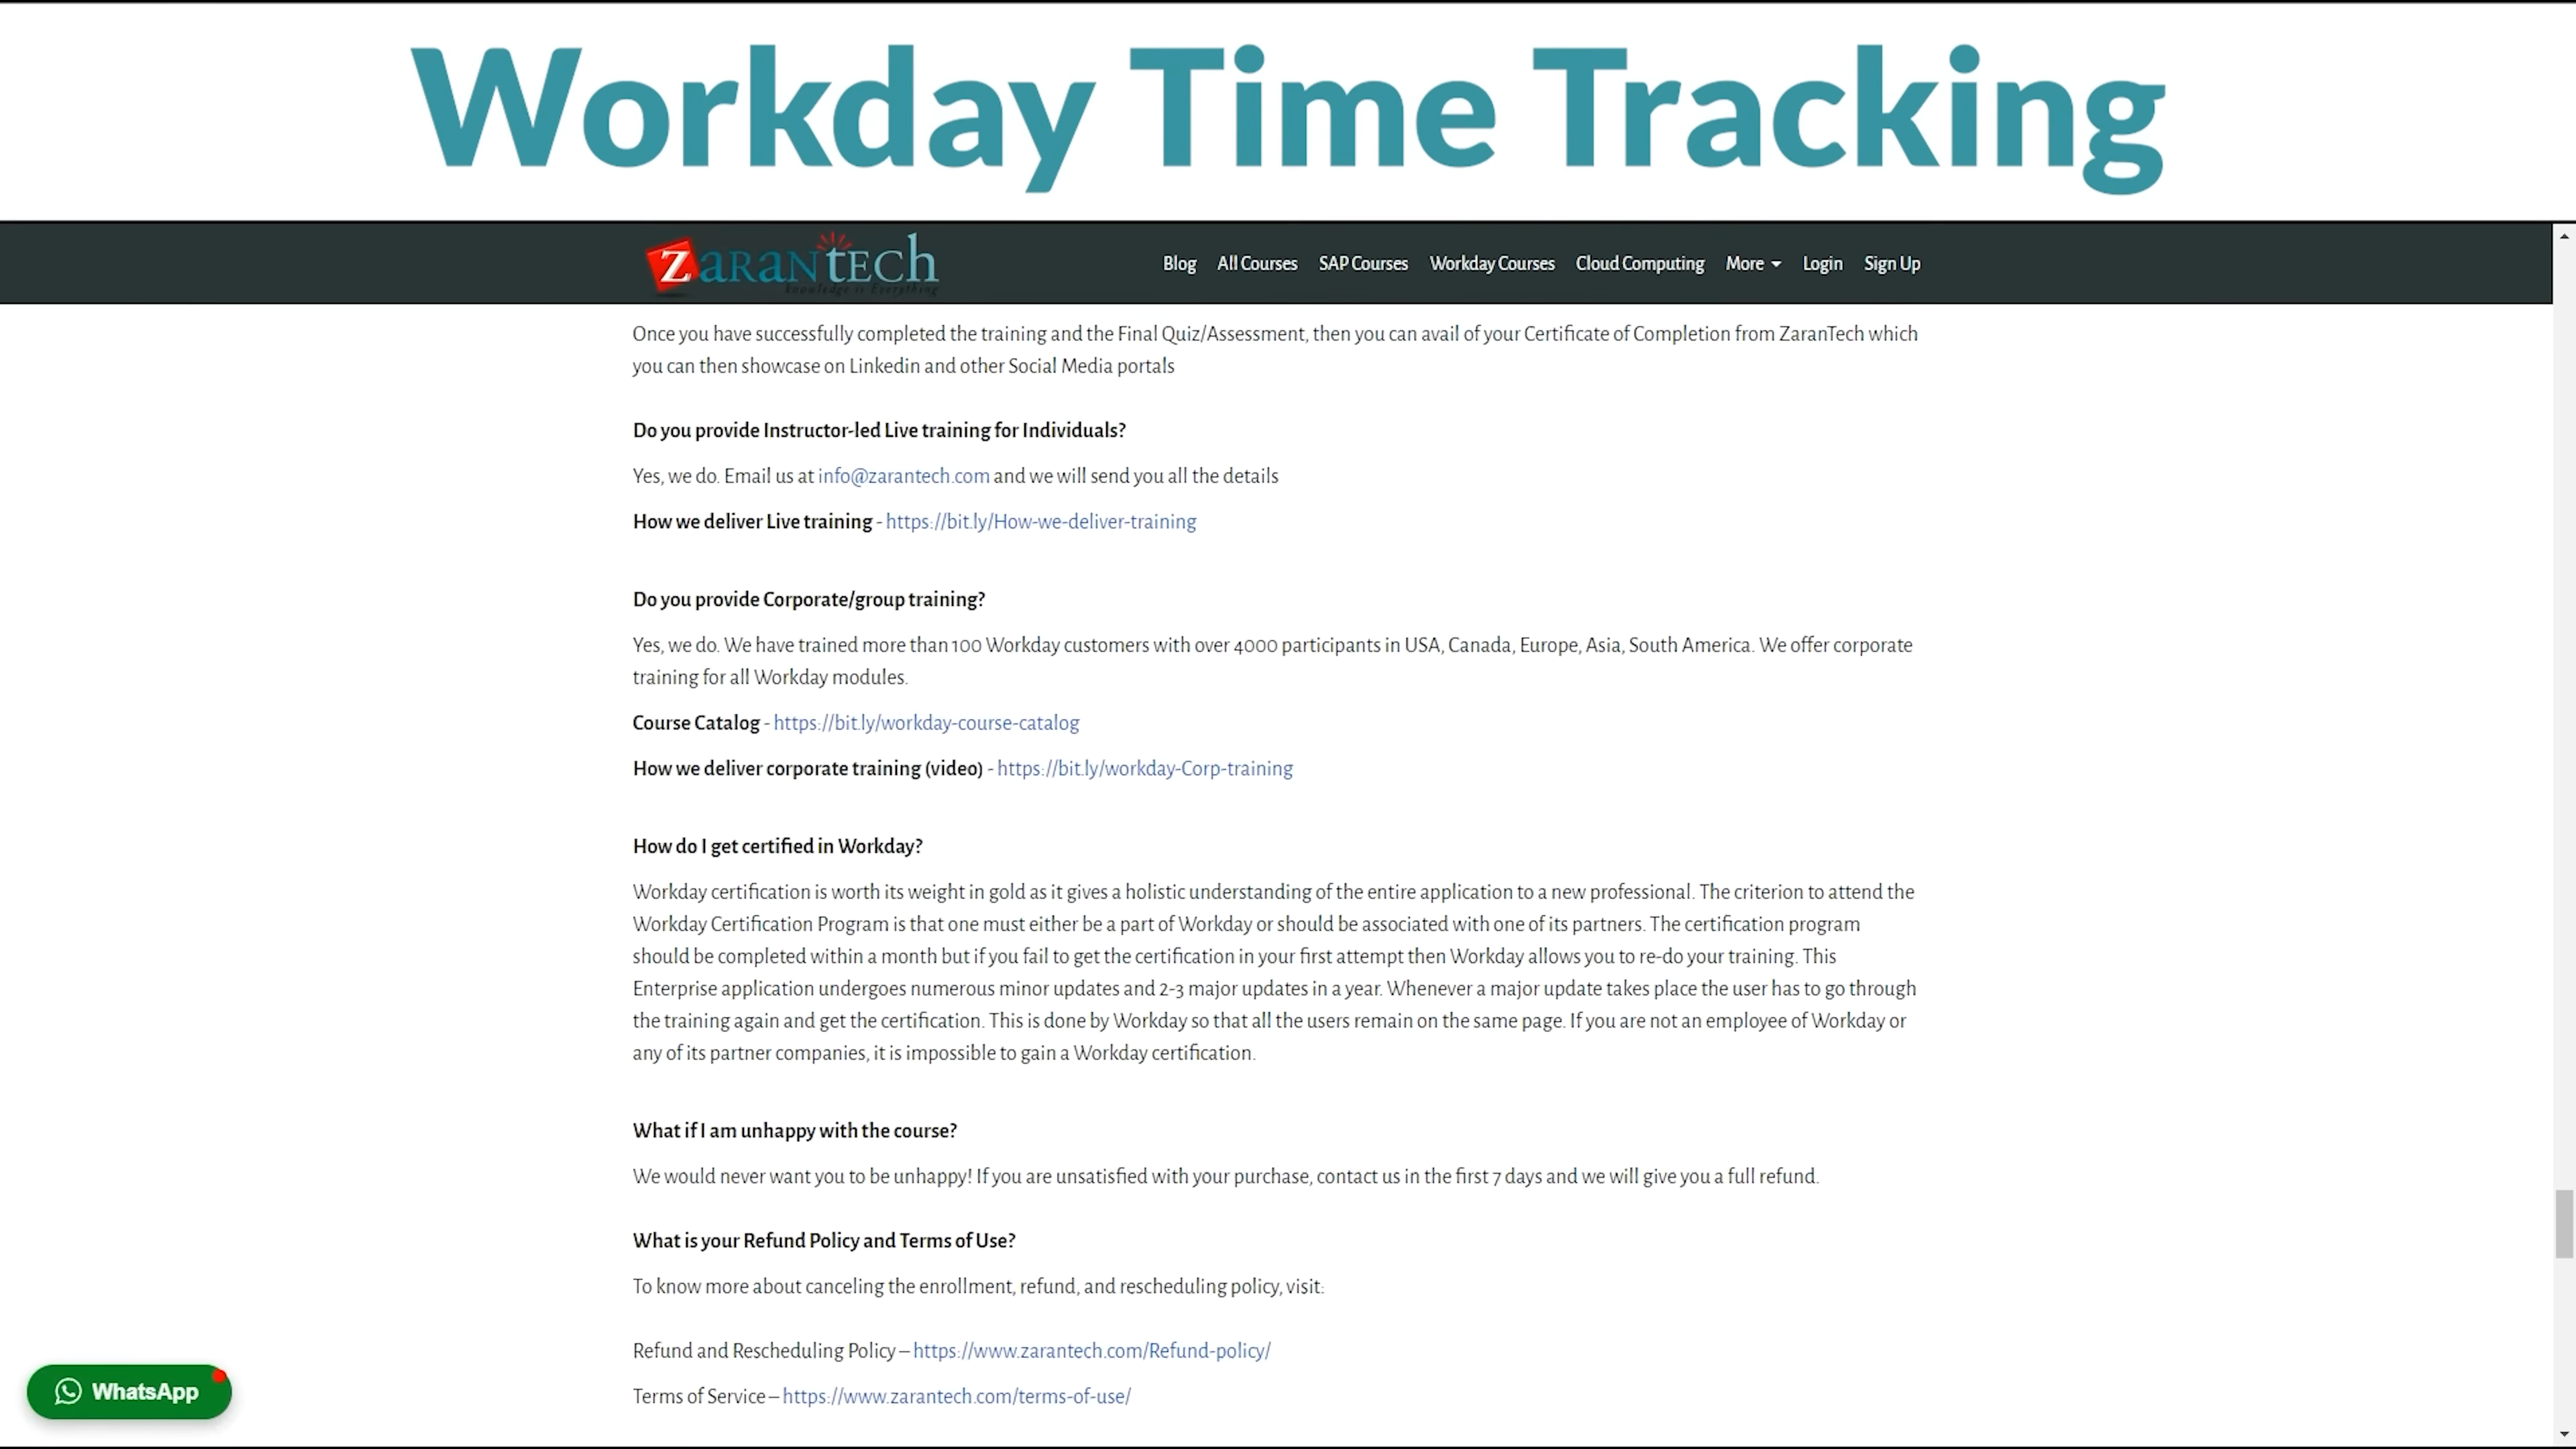 Workday Time Tracking
ZaranTech
knowledge is Everything
Blog All Courses SAP Courses Workday Courses Cloud Computing More Login Sign Up
Once you have successfully completed the training and the Final Quiz/Assessment, then you can avail of your Certificate of Completion from ZaranTech which
you can then showcase on Linkedin and other Social Media portals
Do you provide Instructor-led Live training for Individuals?
Yes, we do. Email us at info@zarantech.com and we will send you all the details
How we deliver Live training - https://bit.ly/How-we-deliver-training
Do you provide Corporate/group training?
Yes, we do. We have trained more than 100 Workday customers with over 4000 participants in USA, Canada, Europe, Asia, South America. We offer corporate
training for all Workday modules.
Course Catalog - https://bit.ly/workday-course-catalog
How we deliver corporate training (video) - https://bit.ly/workday-Corp-training
How do I get certified in Workday?
Workday certification is worth its weight in gold as it gives a holistic understanding of the entire application to a new professional. The criterion to attend the
Workday Certification Program is that one must either be a part of Workday or should be associated with one of its partners. The certification program
should be completed within a month but if you fail to get the certification in your first attempt then Workday allows you to re-do your training. This
Enterprise application undergoes numerous minor updates and 2-3 major updates in a year. Whenever a major update takes place the user has to go through
the training again and get the certification. This is done by Workday so that all the users remain on the same page. If you are not an employee of Workday or
any of its partner companies, it is impossible to gain a Workday certification.
What if I am unhappy with the course?
We would never want you to be unhappy! If you are unsatisfied with your purchase, contact us in the first 7 days and we will give you a full refund.
What is your Refund Policy and Terms of Use?
To know more about canceling the enrollment, refund, and rescheduling policy, visit:
Refund and Rescheduling Policy – https://www.zarantech.com/Refund-policy/
Terms of Service – https://www.zarantech.com/terms-of-use/
WhatsApp